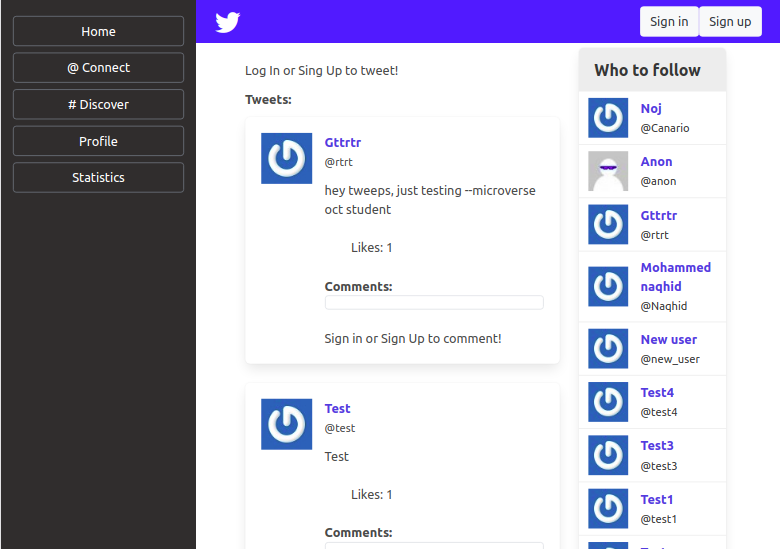 Home
@ Connect
# Discover
Profile
Statistics
Sign in
Sign up
Log In or Sing Up to tweet!
Tweets:
Gttrtr
@rtrt
hey tweeps, just testing --microverse
oct student
Likes: 1
Comments:
Sign in or Sign Up to comment!
Test
@test
Test
Likes: 1
Comments:
Who to follow
Noj
@Canario
Anon
@anon
Gttrtr
@rtrt
Mohammed
naqhid
@Naqhid
New user
@new_user
Test4
@test4
Test3
@test3
Test1
@test1